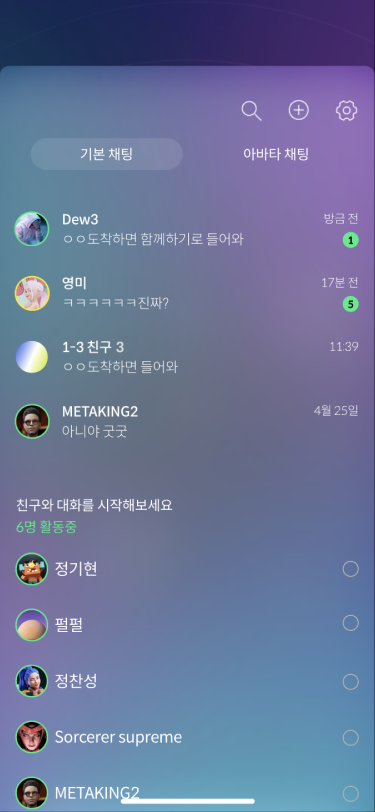 기본 채팅
아바타 채팅
Dew3
방금 전
ㅇㅇ도착하면 함께하기로 들어와
1
영미
17분 전
ㅋㅋㅋㅋㅋㅋ진짜?
5
1-3 친구 3
11:39
ㅇㅇ도착하면 들어와
METAKING2
4월 25일
아니야 굿굿
친구와 대화를 시작해보세요
6명 활동중
정기현
펄펄
정찬성
Sorcerer supreme
METAKING2